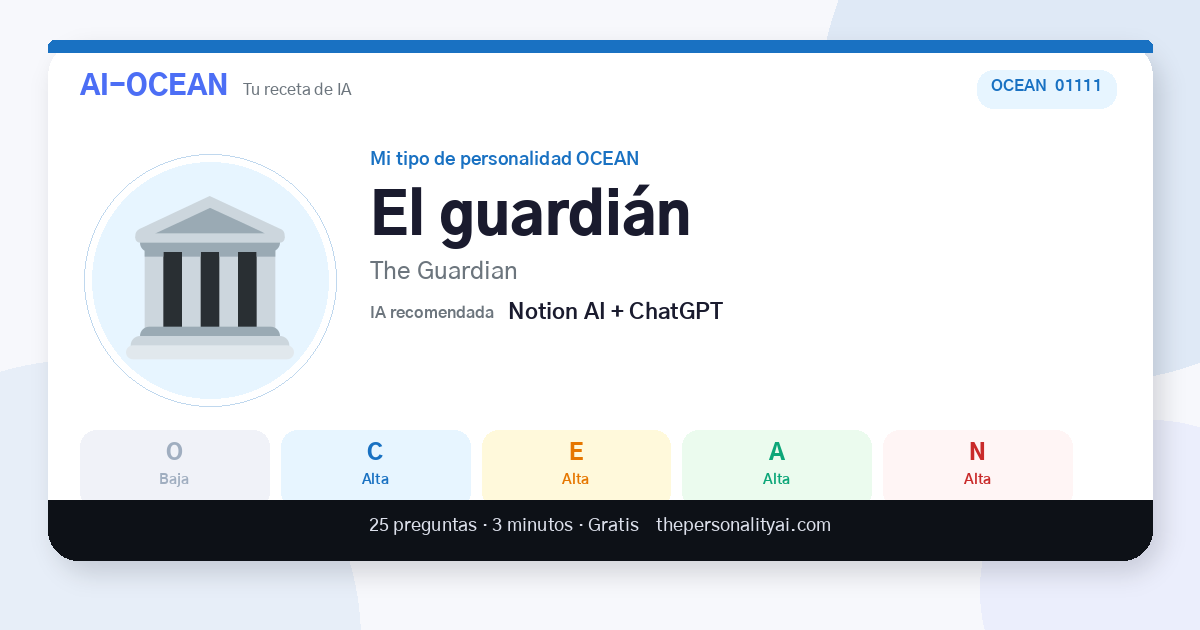 AI-OCEAN Tu receta de IA OCEAN 01111
Mi tipo de personalidad OCEAN
El guardián
The Guardian
IA recomendada Notion AI + ChatGPT
O C E A N
Baja Alta Alta Alta Alta
25 preguntas · 3 minutos · Gratis thepersonalityai.com